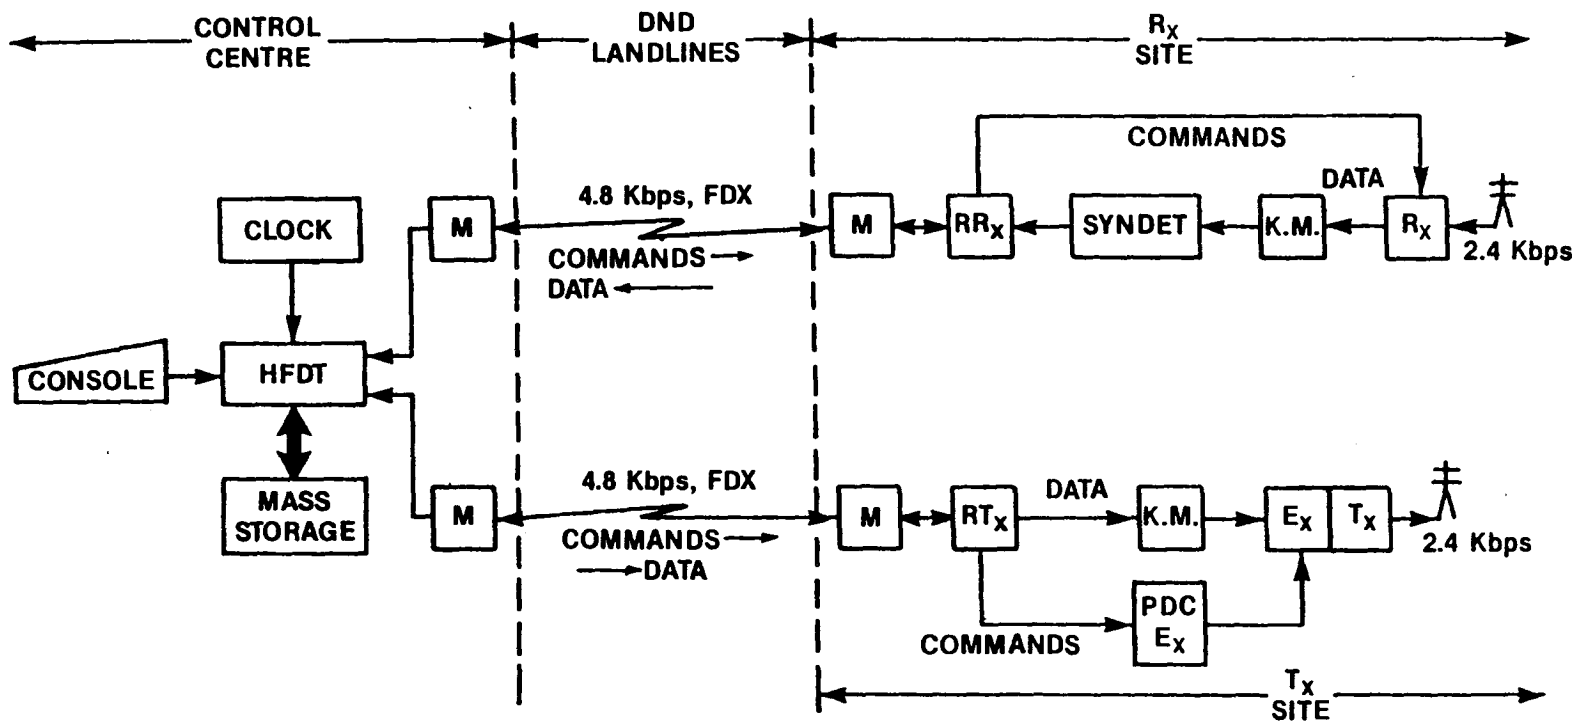 CONTROL
CENTRE
DND
LANDLINES
Rx
SITE
COMMANDS
4.8 Kbps, FDX
DATA
CLOCK
M
M
RRx
SYNDET
K.M.
Rx
2.4 Kbps
COMMANDS
DATA
CONSOLE
HFDT
4.8 Kbps, FDX
DATA
MASS
STORAGE
M
M
RTx
K.M.
Ex
Tx
COMMANDS
2.4 Kbps
DATA
PDC
Ex
COMMANDS
Tx
SITE